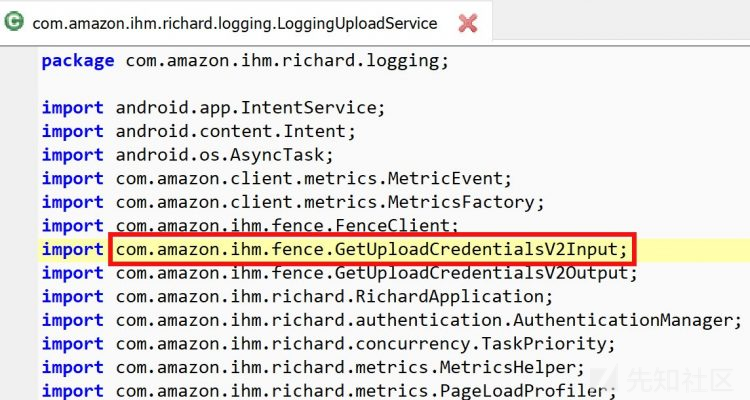 com.amazon.ihm.richard.logging.LoggingUploadService
package com.amazon.ihm.richard.logging;
import android.app.IntentService;
import android.content.Intent;
import android.os.AsyncTask;
import com.amazon.client.metrics.MetricEvent;
import com.amazon.client.metrics.MetricsFactory;
import com.amazon.ihm.fence.FenceClient;
import com.amazon.ihm.fence.GetUploadCredentialsV2Input;
import com.amazon.ihm.fence.GetUploadCredentialsV2Output;
import com.amazon.ihm.richard.RichardApplication;
import com.amazon.ihm.richard.authentication.AuthenticationManager;
import com.amazon.ihm.richard.concurrency.TaskPriority;
import com.amazon.ihm.richard.metrics.MetricsHelper;
import com.amazon.ihm.richard.metrics.PageLoadProfiler;
先知社区